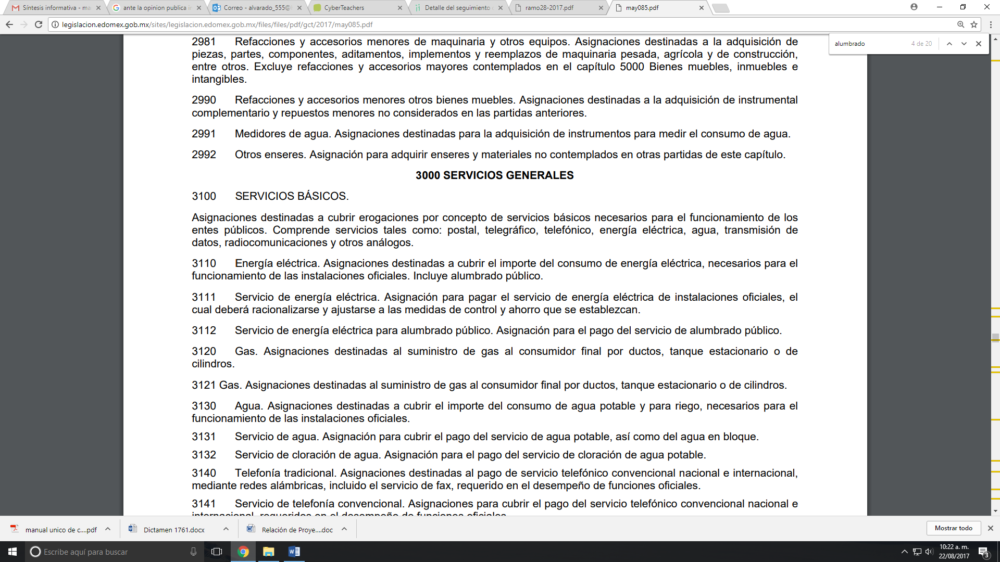 Síntesis informativa - ma
ante la opinion publica i
Correo - alvarado_555@
CyberTeachers
Detalle del seguimiento
ramo28-2017.pdf
may085.pdf
legislacion.edomex.gob.mx/sites/legislacion.edomex.gob.mx/files/files/pdf/gct/2017/may085.pdf
alumbrado 4 de 20
2981 Refacciones y accesorios menores de maquinaria y otros equipos. Asignaciones destinadas a la adquisición de
piezas, partes, componentes, aditamentos, implementos y reemplazos de maquinaria pesada, agrícola y de construcción,
entre otros. Excluye refacciones y accesorios mayores contemplados en el capítulo 5000 Bienes muebles, inmuebles e
intangibles.
2990 Refacciones y accesorios menores otros bienes muebles. Asignaciones destinadas a la adquisición de instrumental
complementario y repuestos menores no considerados en las partidas anteriores.
2991 Medidores de agua. Asignaciones destinadas para la adquisición de instrumentos para medir el consumo de agua.
2992 Otros enseres. Asignación para adquirir enseres y materiales no contemplados en otras partidas de este capítulo.
3000 SERVICIOS GENERALES
3100 SERVICIOS BÁSICOS.
Asignaciones destinadas a cubrir erogaciones por concepto de servicios básicos necesarios para el funcionamiento de los
entes públicos. Comprende servicios tales como: postal, telegráfico, telefónico, energía eléctrica, agua, transmisión de
datos, radiocomunicaciones y otros análogos.
3110 Energía eléctrica. Asignaciones destinadas a cubrir el importe del consumo de energía eléctrica, necesarios para el
funcionamiento de las instalaciones oficiales. Incluye alumbrado público.
3111 Servicio de energía eléctrica. Asignación para pagar el servicio de energía eléctrica de instalaciones oficiales, el
cual deberá racionalizarse y ajustarse a las medidas de control y ahorro que se establezcan.
3112 Servicio de energía eléctrica para alumbrado público. Asignación para el pago del servicio de alumbrado público.
3120 Gas. Asignaciones destinadas al suministro de gas al consumidor final por ductos, tanque estacionario o de
cilindros.
3121 Gas. Asignaciones destinadas al suministro de gas al consumidor final por ductos, tanque estacionario o de cilindros.
3130 Agua. Asignaciones destinadas a cubrir el importe del consumo de agua potable y para riego, necesarios para el
funcionamiento de las instalaciones oficiales.
3131 Servicio de agua. Asignación para cubrir el pago del servicio de agua potable, así como del agua en bloque.
3132 Servicio de cloración de agua. Asignación para el pago del servicio de cloración de agua potable.
3140 Telefonía tradicional. Asignaciones destinadas al pago de servicio telefónico convencional nacional e internacional,
mediante redes alámbricas, incluido el servicio de fax, requerido en el desempeño de funciones oficiales.
3141 Servicio de telefonía convencional. Asignaciones para cubrir el pago del servicio telefónico convencional nacional e
internacional, requeridos en el desempeño de funciones oficiales.
manual unico de c....pdf
Dictamen 1761.docx
Relación de Proye....doc
Mostrar todo
Escribe aquí para buscar
10:22 a. m.
22/08/2017
3